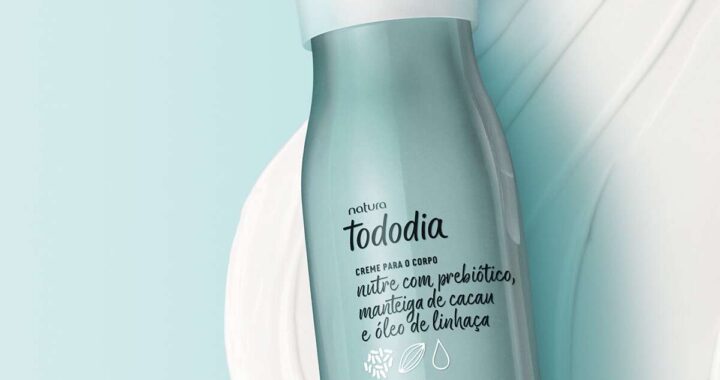 natura
tododia
CREME PARA O CORPO
nutre com prebiótico,
manteiga de cacau
e óleo de linhaça